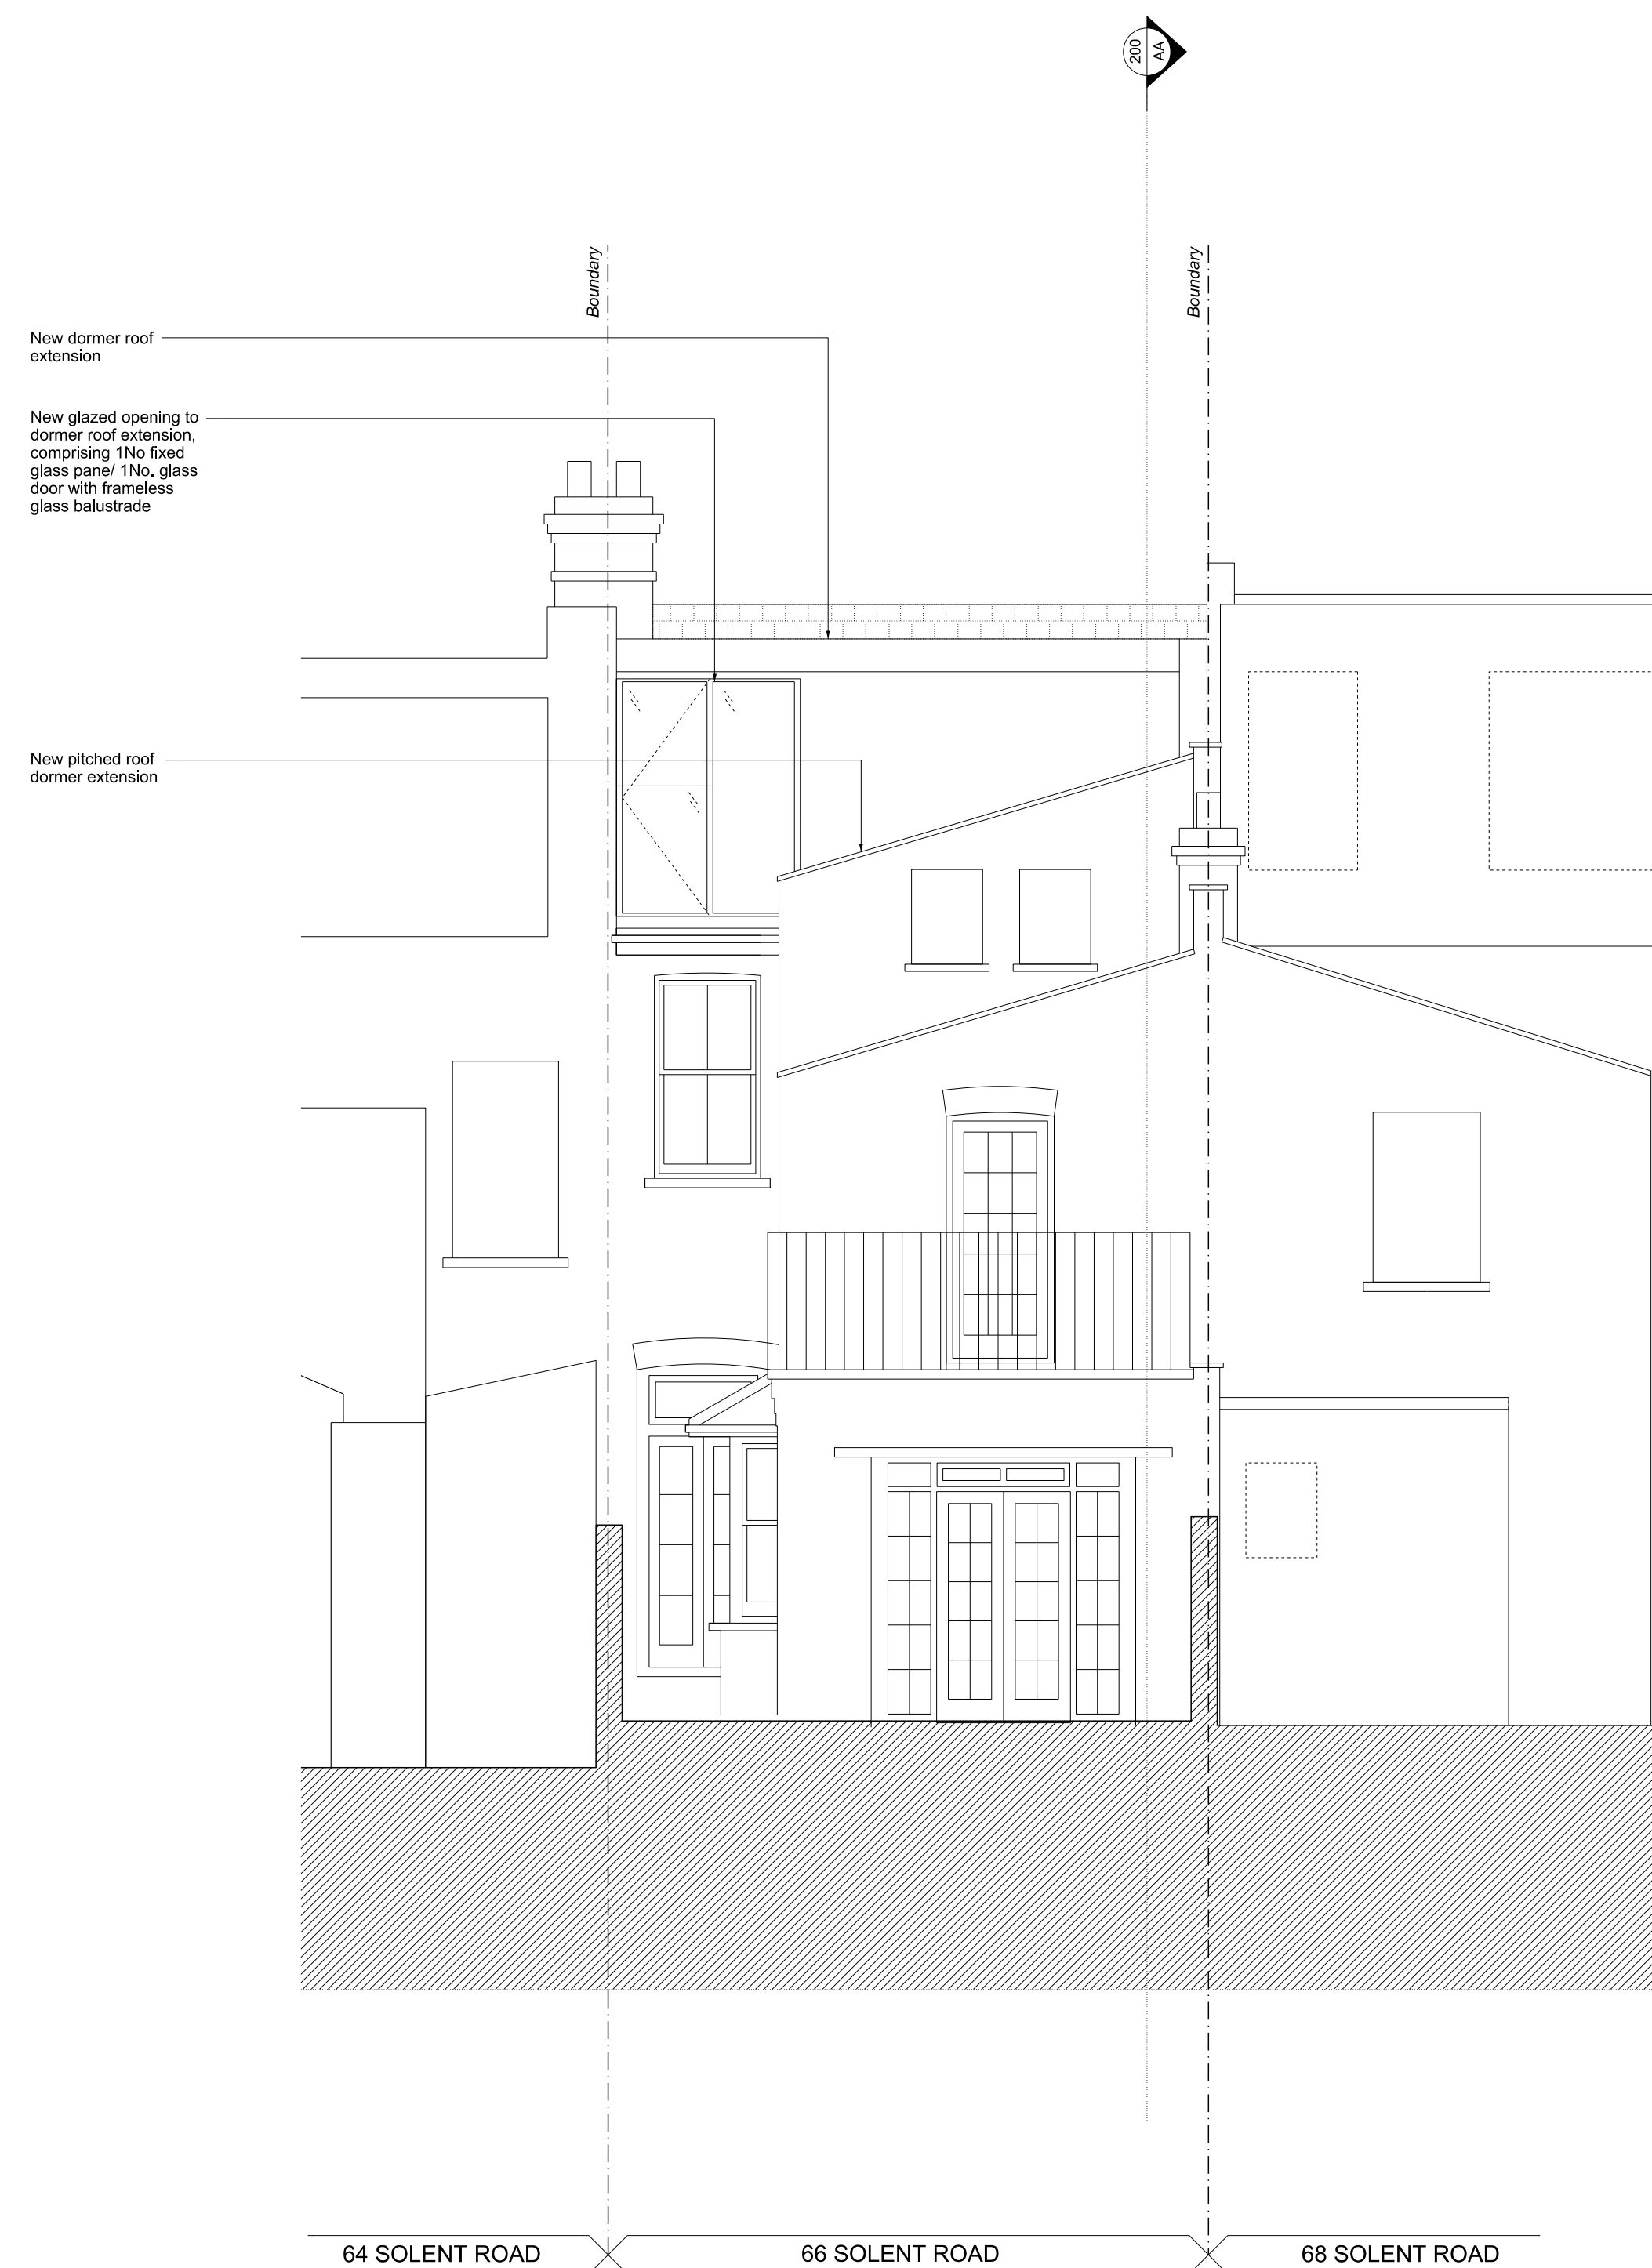 200
AA
Boundary
Boundary
New dormer roof
extension
New glazed opening to
dormer roof extension,
comprising 1No fixed
glass pane/ 1No. glass
door with frameless
glass balustrade
New pitched roof
dormer extension
64 SOLENT ROAD
66 SOLENT ROAD
68 SOLENT ROAD